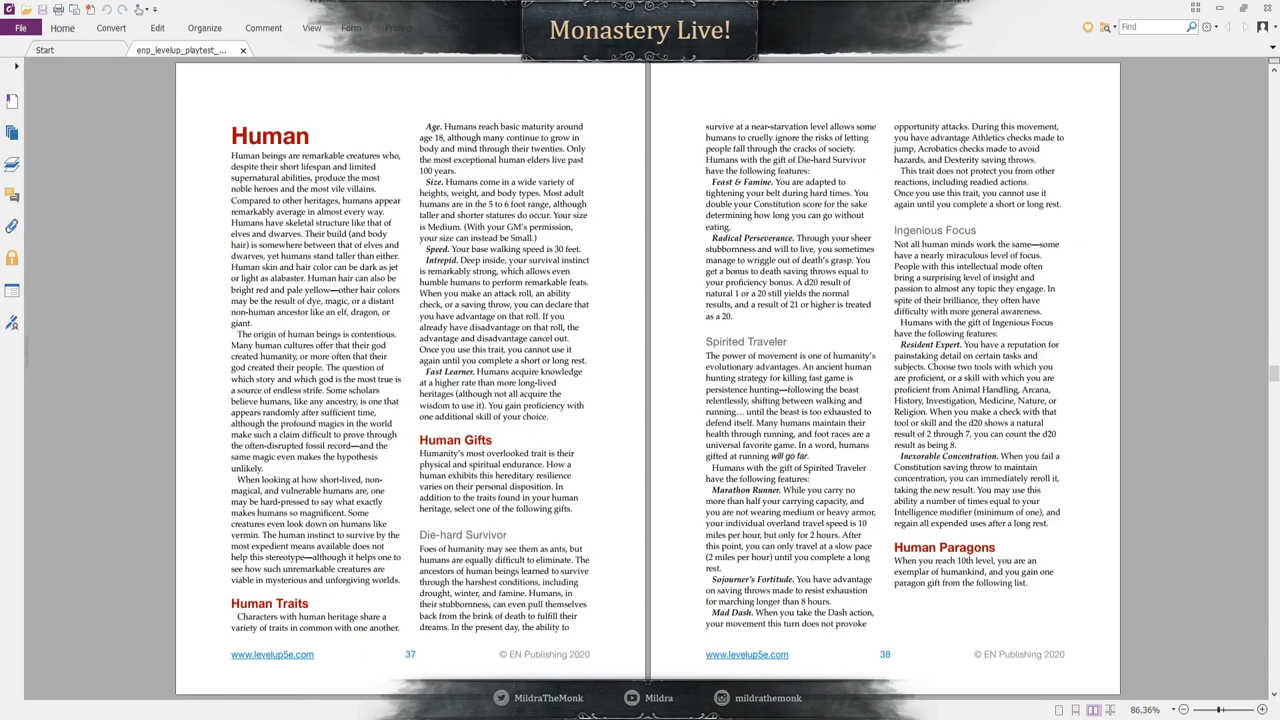 Monastery Live!
File
Home
Convert
Edit
Organize
Comment
View
Form
Protect
Find
Start
enp_levelup_playtest_...
Human
Human beings are remarkable creatures who,
despite their short lifespan and limited
supernatural abilities, produce the most
noble heroes and the most vile villains.
Compared to other heritages, humans appear
remarkably average in almost every way.
Humans have skeletal structure like that of
elves and dwarves. Their build (and body
hair) is somewhere between that of elves and
dwarves, yet humans stand taller than either.
Human skin and hair color can be dark as jet
or light as alabaster. Human hair can also be
bright red and pale yellow—other hair colors
may be the result of dye, magic, or a distant
non-human ancestor like an elf, dragon, or
giant.
The origin of human beings is contentious.
Many human cultures offer that their god
created humanity, or more often that their
god created their people. The question of
which story and which god is the most true is
a source of endless strife. Some scholars
believe humans, like any ancestry, is one that
appears randomly after sufficient time,
although the profound magics in the world
make such a claim difficult to prove through
the often-disrupted fossil record—and the
same magic even makes the hypothesis
unlikely.
When looking at how short-lived, non-
magical, and vulnerable humans are, one
may be hard-pressed to say what exactly
makes humans so magnificent. Some
creatures even look down on humans like
vermin. The human instinct to survive by the
most expedient means available does not
help this stereotype—although it helps one to
see how such unremarkable creatures are
viable in mysterious and unforgiving worlds.
Human Traits
Characters with human heritage share a
variety of traits in common with one another.
Age. Humans reach basic maturity around
age 18, although many continue to grow in
body and mind through their twenties. Only
the most exceptional human elders live past
100 years.
Size. Humans come in a wide variety of
heights, weight, and body types. Most adult
humans are in the 5 to 6 foot range, although
taller and shorter statures do occur. Your size
is Medium. (With your GM's permission,
your size can instead be Small.)
Speed. Your base walking speed is 30 feet.
Intrepid. Deep inside, your survival instinct
is remarkably strong, which allows even
humble humans to perform remarkable feats.
When you make an attack roll, an ability
check, or a saving throw, you can declare that
you have advantage on that roll. If you
already have disadvantage on that roll, the
advantage and disadvantage cancel out.
Once you use this trait, you cannot use it
again until you complete a short or long rest.
Fast Learner. Humans acquire knowledge
at a higher rate than more long-lived
heritages (although not all acquire the
wisdom to use it). You gain proficiency with
one additional skill of your choice.
Human Gifts
Humanity's most overlooked trait is their
physical and spiritual endurance. How a
human exhibits this hereditary resilience
varies on their personal disposition. In
addition to the traits found in your human
heritage, select one of the following gifts.
Die-hard Survivor
Foes of humanity may see them as ants, but
humans are equally difficult to eliminate. The
ancestors of human beings learned to survive
through the harshest conditions, including
drought, winter, and famine. Humans, in
their stubbornness, can even pull themselves
back from the brink of death to fulfill their
dreams. In the present day, the ability to
www.levelup5e.com
37
© EN Publishing 2020
survive at a near-starvation level allows some
humans to cruelly ignore the risks of letting
people fall through the cracks of society.
Humans with the gift of Die-hard Survivor
have the following features:
Feast & Famine. You are adapted to
tightening your belt during hard times. You
double your Constitution score for the sake
determining how long you can go without
eating.
Radical Perseverance. Through your sheer
stubbornness and will to live, you sometimes
manage to wriggle out of death's grasp. You
get a bonus to death saving throws equal to
your proficiency bonus. A d20 result of
natural 1 or a 20 still yields the normal
results, and a result of 21 or higher is treated
as a 20.
Spirited Traveler
The power of movement is one of humanity's
evolutionary advantages. An ancient human
hunting strategy for killing fast game is
persistence hunting—following the beast
relentlessly, shifting between walking and
running... until the beast is too exhausted to
defend itself. Many humans maintain their
health through running, and foot races are a
universal favorite game. In a word, humans
gifted at running will go far.
Humans with the gift of Spirited Traveler
have the following features:
Marathon Runner. While you carry no
more than half your carrying capacity, and
you are not wearing medium or heavy armor,
your individual overland travel speed is 10
miles per hour, but only for 2 hours. After
this point, you can only travel at a slow pace
(2 miles per hour) until you complete a long
rest.
Sojourner's Fortitude. You have advantage
on saving throws made to resist exhaustion
for marching longer than 8 hours.
Mad Dash. When you take the Dash action,
your movement this turn does not provoke
opportunity attacks. During this movement,
you have advantage Athletics checks made to
jump, Acrobatics checks made to avoid
hazards, and Dexterity saving throws.
This trait does not protect you from other
reactions, including readied actions.
Once you use this trait, you cannot use it
again until you complete a short or long rest.
Ingenious Focus
Not all human minds work the same—some
have a nearly miraculous level of focus.
People with this intellectual mode often
bring a surprising level of insight and
passion to almost any topic they engage. In
spite of their brilliance, they often have
difficulty with more general awareness.
Humans with the gift of Ingenious Focus
have the following features:
Resident Expert. You have a reputation for
painstaking detail on certain tasks and
subjects. Choose two tools with which you
are proficient, or a skill with which you are
proficient from Animal Handling, Arcana,
History, Investigation, Medicine, Nature, or
Religion. When you make a check with that
tool or skill and the d20 shows a natural
result of 2 through 7, you can count the d20
result as being 8.
Inexorable Concentration. When you fail a
Constitution saving throw to maintain
concentration, you can immediately reroll it,
taking the new result. You may use this
ability a number of times equal to your
Intelligence modifier (minimum of one), and
regain all expended uses after a long rest.
Human Paragons
When you reach 10th level, you are an
exemplar of humankind, and you gain one
paragon gift from the following list.
www.levelup5e.com
38
© EN Publishing 2020
MildraTheMonk
Mildra
mildrathemonk
86.36%